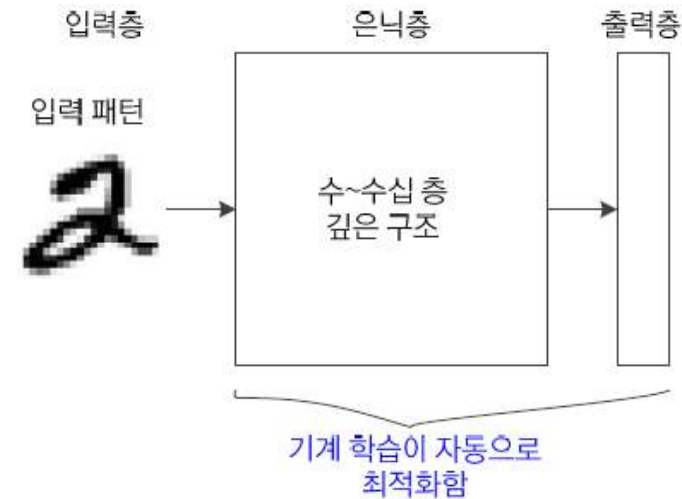 입력층 은닉층 출력층
입력 패턴
2
수~수십 층
깊은 구조
기계 학습이 자동으로
최적화함